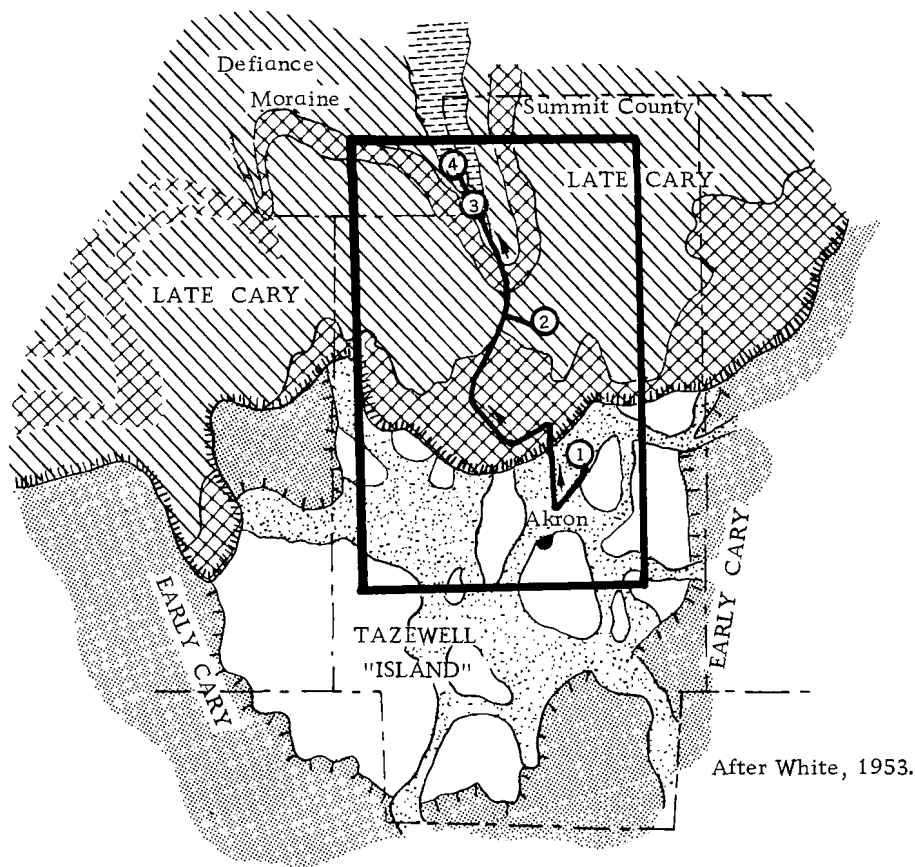 Defiance
Moraine
Summit County
4
LATE CARY
3
LATE CARY
2
1
Akron
EARLY CARY
EARLY CARY
TAZEWELL
"ISLAND"
After White, 1953.